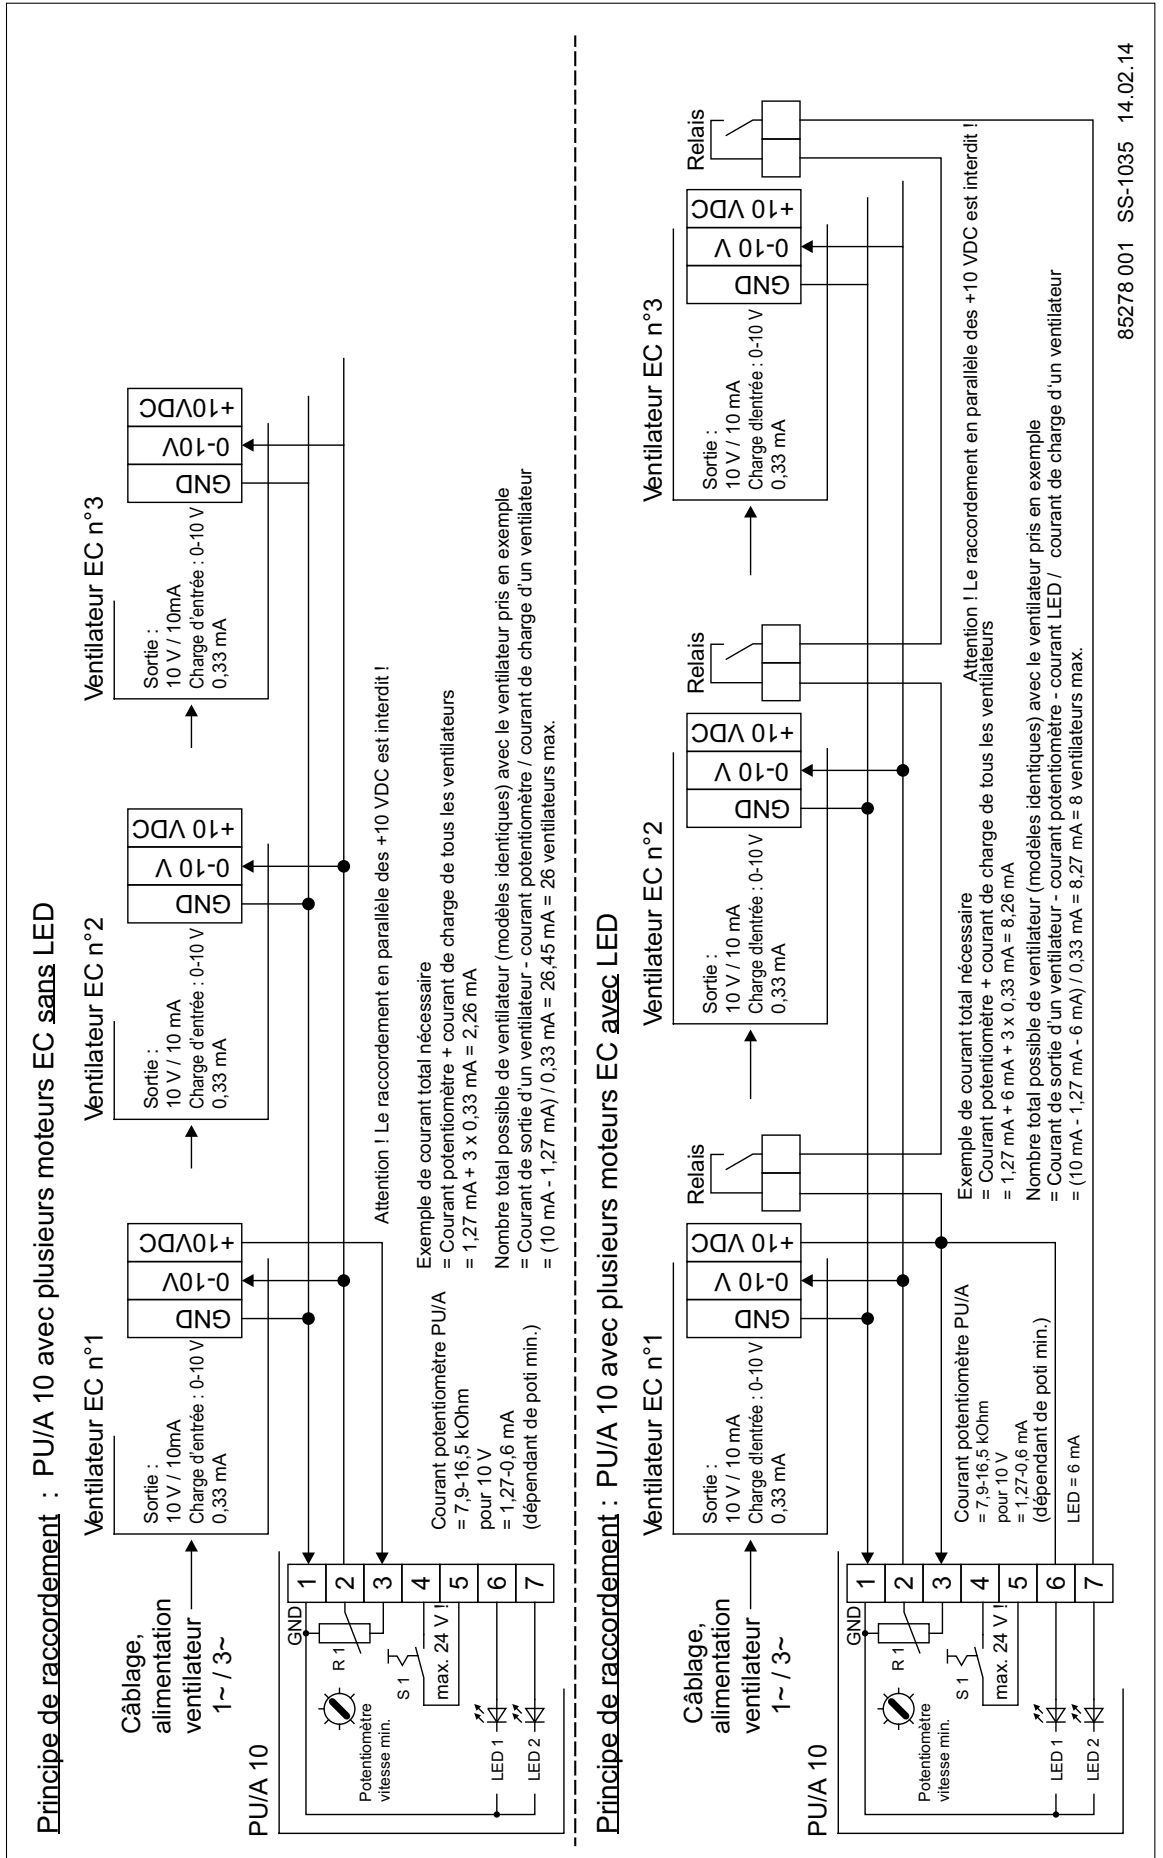 Principe de raccordement : PU/A 10 avec plusieurs moteurs EC sans LED
Câblage,
alimentation
ventilateur
1~ / 3~
Ventilateur EC n°1
Sortie :
10 V / 10mA
Charge d'entrée : 0-10 V
0,33 mA
GND
0-10V
+10VDC
Ventilateur EC n°2
Sortie :
10 V / 10 mA
Charge d'entrée : 0-10 V
0,33 mA
GND
0-10 V
+10 VDC
Ventilateur EC n°3
Sortie :
10 V / 10mA
Charge d'entrée : 0-10 V
0,33 mA
GND
0-10V
+10VDC
PU/A 10
Potentiomètre
vitesse min.
GND
R 1
S 1
max. 24 V !
LED 1
LED 2
1
2
3
4
5
6
7
Courant potentiomètre PU/A
= 7,9-16,5 kOhm
pour 10 V
= 1,27-0,6 mA
(dépendant de poti min.)
Attention ! Le raccordement en parallèle des +10 VDC est interdit !
Exemple de courant total nécessaire
= Courant potentiomètre + courant de charge de tous les ventilateurs
= 1,27 mA + 3 x 0,33 mA = 2,26 mA
Nombre total possible de ventilateur (modèles identiques) avec le ventilateur pris en exemple
= Courant de sortie d'un ventilateur - courant potentiomètre / courant de charge d'un ventilateur
= (10 mA - 1,27 mA) / 0,33 mA = 26,45 mA = 26 ventilateurs max.
Principe de raccordement : PU/A 10 avec plusieurs moteurs EC avec LED
Câblage,
alimentation
ventilateur
1~ / 3~
Ventilateur EC n°1
Sortie :
10 V / 10 mA
Charge dlentrée : 0-10 V
0,33 mA
GND
0-10 V
+10 VDC
Relais
Ventilateur EC n°2
Sortie :
10 V / 10 mA
Charge dlentrée : 0-10 V
0,33 mA
GND
0-10 V
+10 VDC
Relais
Ventilateur EC n°3
Sortie :
10 V / 10 mA
Charge dlentrée : 0-10 V
0,33 mA
GND
0-10 V
+10 VDC
Relais
PU/A 10
Potentiomètre
vitesse min.
GND
R 1
S 1
max. 24 V !
LED 1
LED 2
1
2
3
4
5
6
7
Courant potentiomètre PU/A
= 7,9-16,5 kOhm
pour 10 V
= 1,27-0,6 mA
(dépendant de poti min.)
LED = 6 mA
Exemple de courant total nécessaire
Attention ! Le raccordement en parallèle des +10 VDC est interdit !
= Courant potentiomètre + courant de charge de tous les ventilateurs
= 1,27 mA + 6 mA + 3 x 0,33 mA = 8,26 mA
Nombre total possible de ventilateur (modèles identiques) avec le ventilateur pris en exemple
= Courant de sortie d'un ventilateur - courant potentiomètre - courant LED / courant de charge d'un ventilateur
= (10 mA - 1,27 mA - 6 mA) / 0,33 mA = 8,27 mA = 8 ventilateurs max.
85278 001 SS-1035 14.02.14